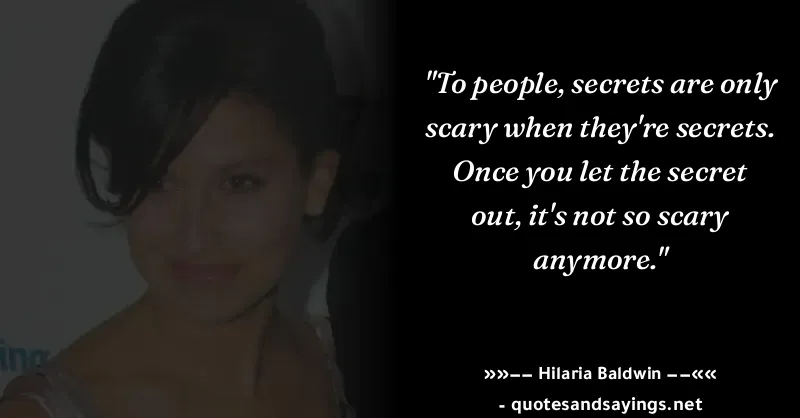 "To people, secrets are only
scary when they're secrets.
Once you let the secret
out, it's not so scary
anymore."
»»−− Hilaria Baldwin −−««
- quotesandsayings.net
ing